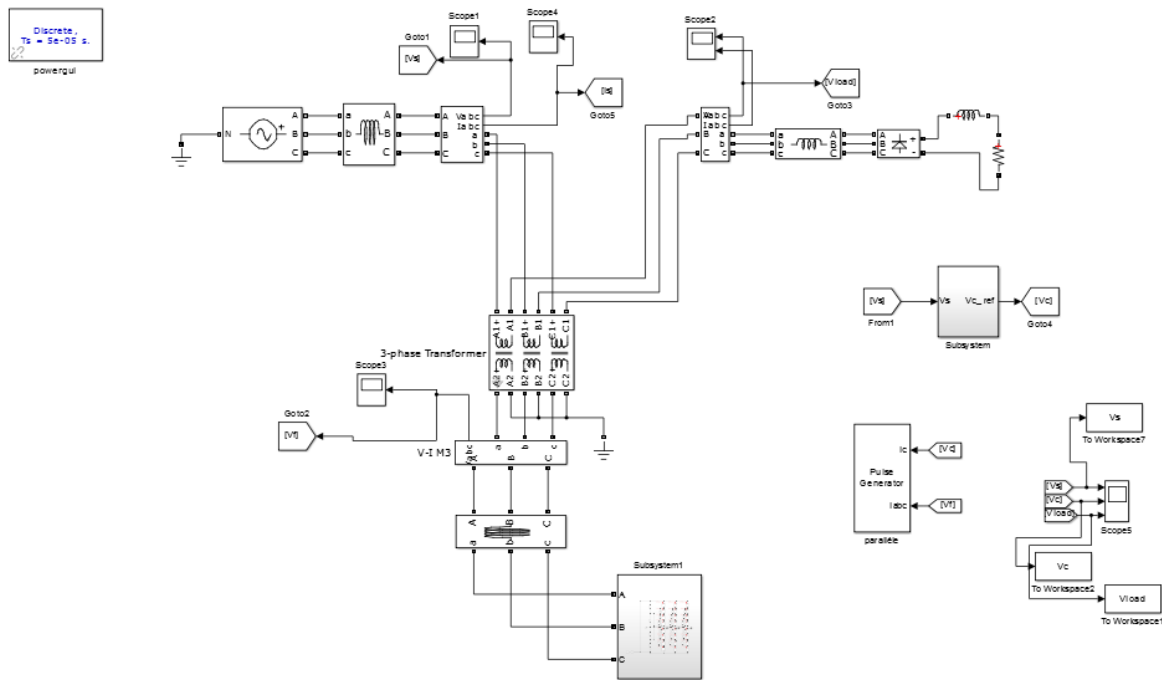 Discrete,
Ts = 5e-05 s.
powergui
Scope1
Goto1
[Vs]
Scope4
[Is]
Goto5
Scope2
[Vload]
Goto3
N
A
B
C
a
b
c
A
B
C
A
B
C
Vabc
Iabc
a
b
c
Iabc
B
C
a
b
c
a
b
c
A
B
C
A
B
C
+
-
A1+
A1
B1+
B1
C1
A2
B2+
B2
C2+
C2
3-phase Transformer
Scope3
Goto2
[Vf]
V-I M3
a
b
c
A
B
C
A
B
C
a
b
c
Subsystem1
A
B
C
[Vs]
From1
Vs
Vc_ref
Subsystem
[Vc]
Goto4
Pulse
Generator
Ic
Iabc
parallèle
[Vc]
[Vf]
Vs
To Workspace7
[Vs]
[Vc]
Vload
Scope5
Vc
To Workspace2
Vload
To Workspace1